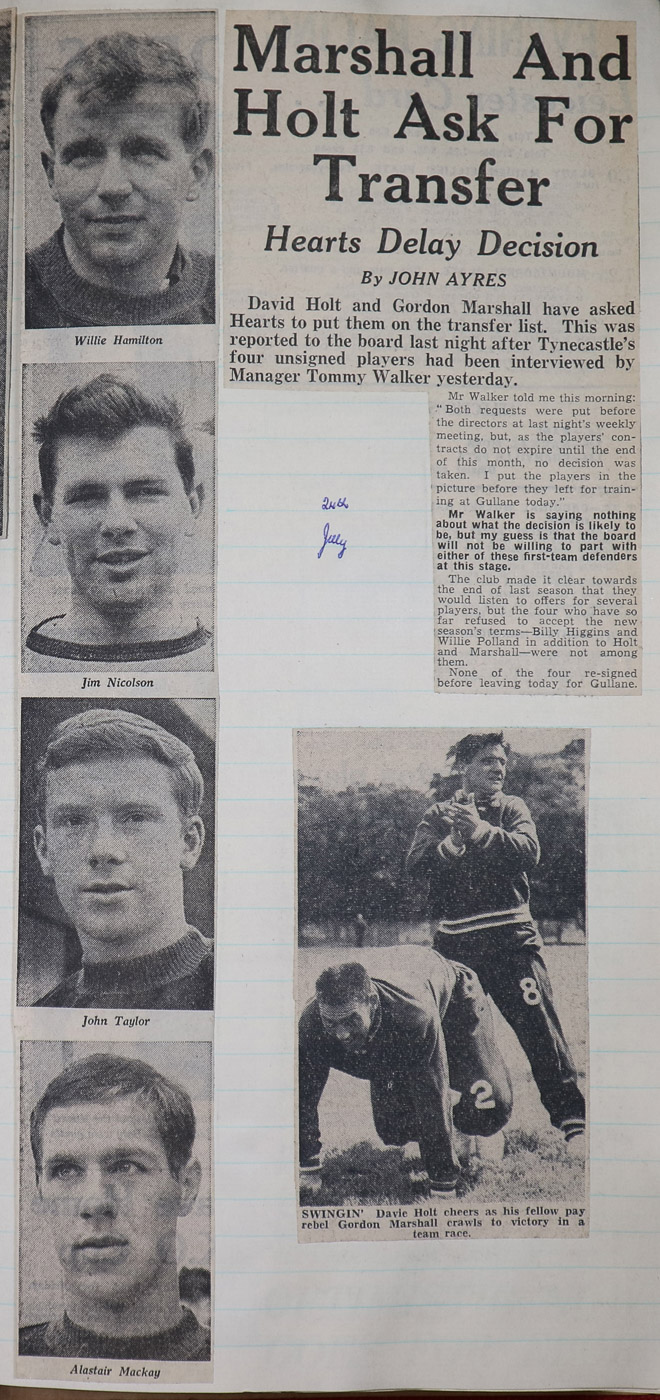 Willie Hamilton
Jim Nicolson
John Taylor
Alastair Mackay
Marshall And
Holt Ask For
Transfer
Hearts Delay Decision
By JOHN AYRES
David Holt and Gordon Marshall have asked
Hearts to put them on the transfer list. This was
reported to the board last night after Tynecastle's
four unsigned players had been interviewed by
Manager Tommy Walker yesterday.
Mr Walker told me this morning:
"Both requests were put before
the directors at last night's weekly
meeting, but, as the players' con-
tracts do not expire until the end
of this month, no decision was
taken. I put the players in the
picture before they left for train-
ing at Gullane today."
Mr Walker is saying nothing
about what the decision is likely to
be, but my guess is that the board
will not be willing to part with
either of these first-team defenders
at this stage.
The club made it clear towards
the end of last season that they
would listen to offers for several
players, but the four who have so
far refused to accept the new
season's terms—Billy Higgins and
Willie Polland in addition to Holt
and Marshall—were not among
them.
None of the four re-signed
before leaving today for Gullane.
24th
July
8
2
SWINGIN' Davie Holt cheers as his fellow pay
rebel Gordon Marshall crawls to victory in a
team race.